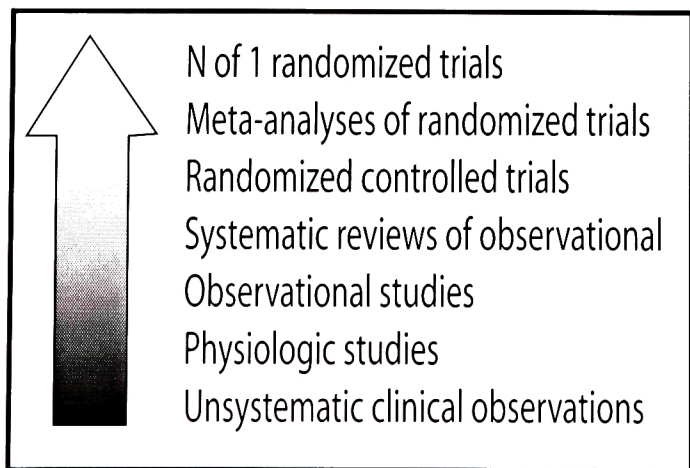 N of 1 randomized trials
Meta-analyses of randomized trials
Randomized controlled trials
Systematic reviews of observational
Observational studies
Physiologic studies
Unsystematic clinical observations